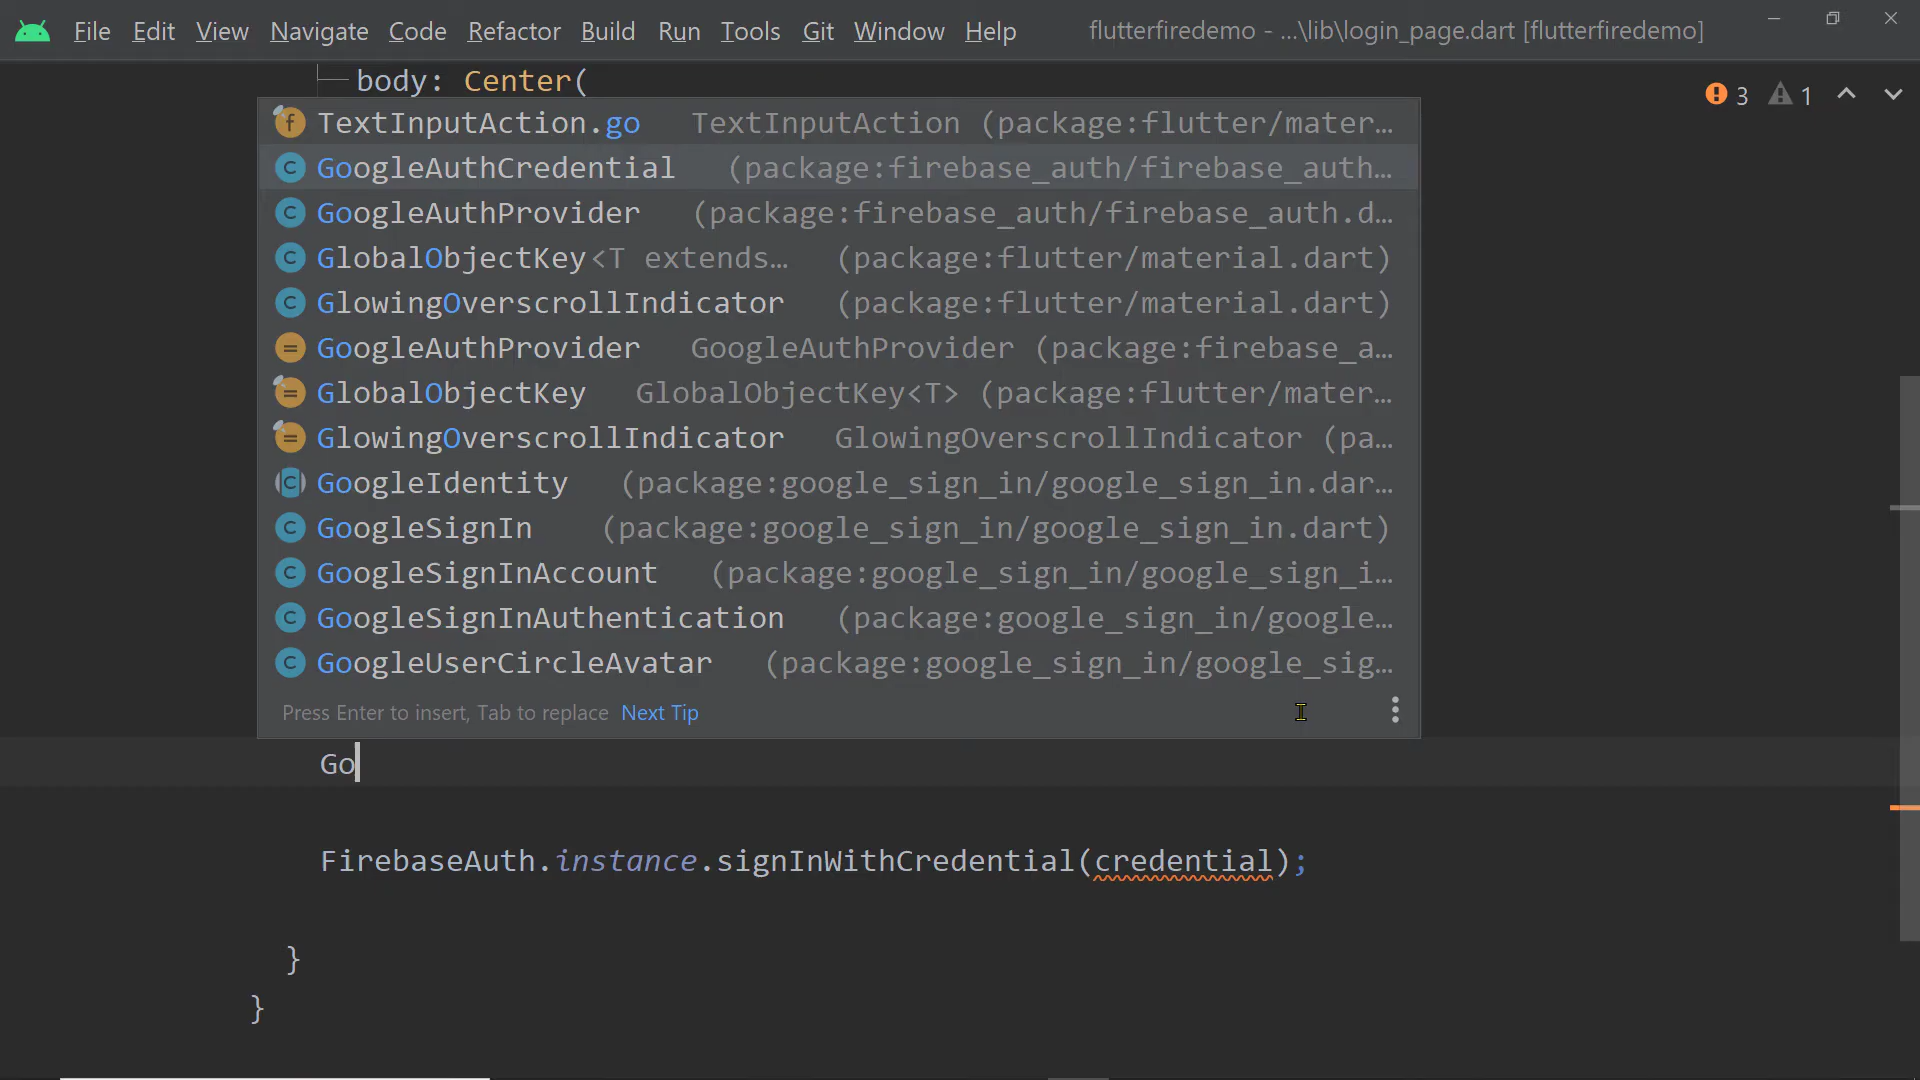 File Edit View Navigate Code Refactor Build Run Tools Git Window Help flutterfiredemo - ...\lib\login_page.dart [flutterfiredemo]
body: Center(
3 1
TextInputAction.go TextInputAction (package:flutter/mater…
GoogleAuthCredential (package:firebase_auth/firebase_auth…
GoogleAuthProvider (package:firebase_auth/firebase_auth.d…
GlobalObjectKey<T extends… (package:flutter/material.dart)
GlowingOverscrollIndicator (package:flutter/material.dart)
GoogleAuthProvider GoogleAuthProvider (package:firebase_a…
GlobalObjectKey GlobalObjectKey<T> (package:flutter/mater…
GlowingOverscrollIndicator GlowingOverscrollIndicator (pa…
GoogleIdentity (package:google_sign_in/google_sign_in.dar…
GoogleSignIn (package:google_sign_in/google_sign_in.dart)
GoogleSignInAccount (package:google_sign_in/google_sign_i…
GoogleSignInAuthentication (package:google_sign_in/google…
GoogleUserCircleAvatar (package:google_sign_in/google_sig…
Press Enter to insert, Tab to replace Next Tip
Go
FirebaseAuth.instance.signInWithCredential(credential);
}
}